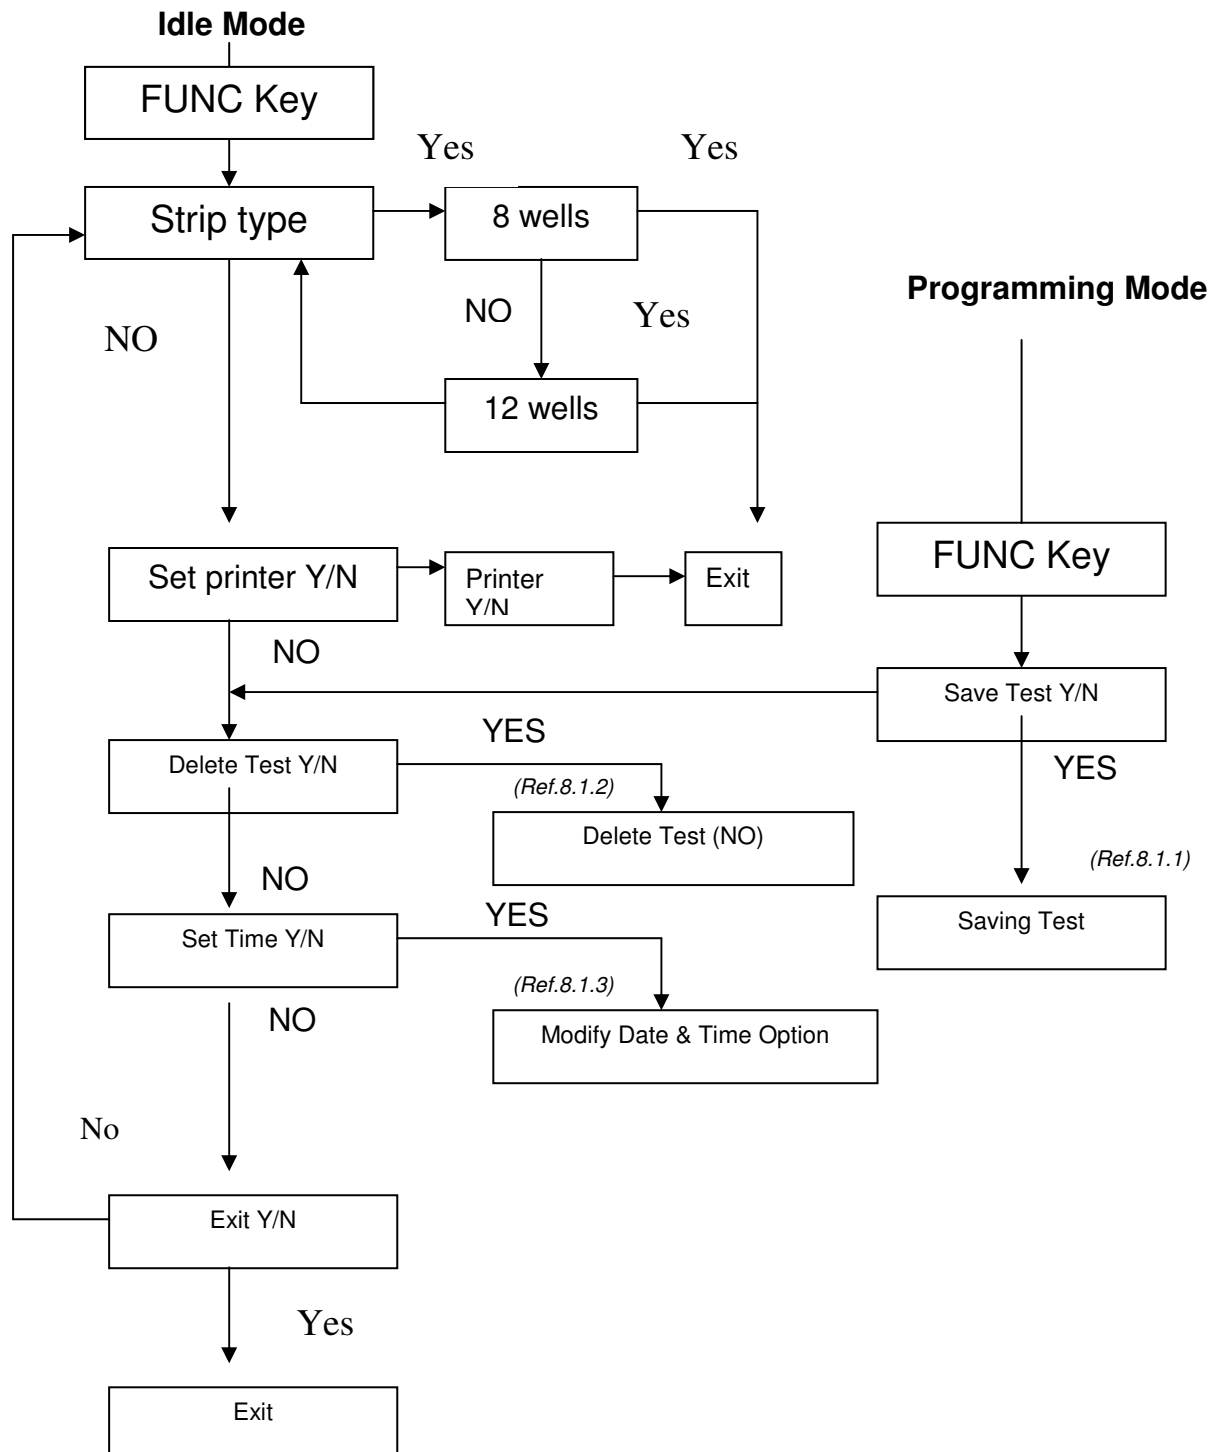 Idle Mode
FUNC Key
Yes
Yes
Strip type
8 wells
Programming Mode
NO
Yes
NO
12 wells
FUNC Key
Set printer Y/N
Printer
Y/N
Exit
NO
Save Test Y/N
YES
Delete Test Y/N
YES
(Ref.8.1.2)
Delete Test (NO)
(Ref.8.1.1)
NO
YES
Saving Test
Set Time Y/N
(Ref.8.1.3)
NO
Modify Date & Time Option
No
Exit Y/N
Yes
Exit